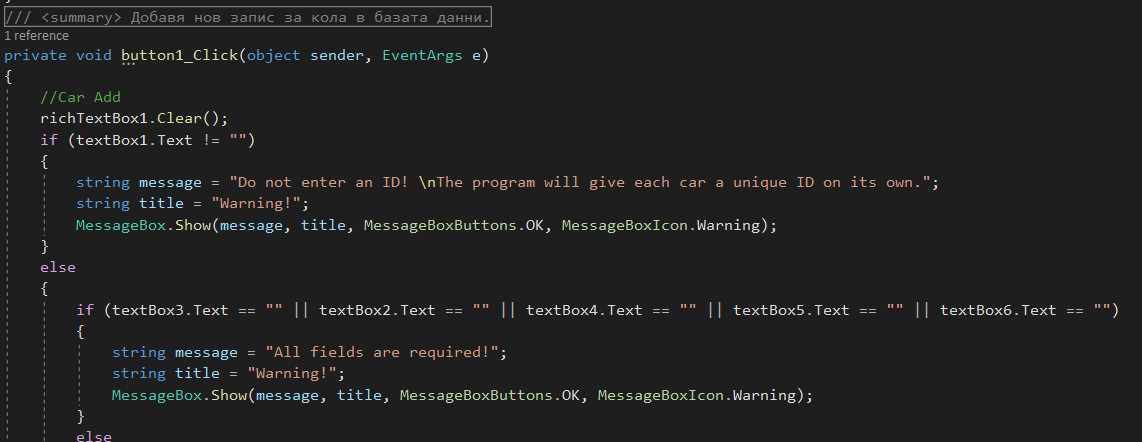 /// <summary> Добавя нов запис за кола в базата данни.
1 reference
private void button1_Click(object sender, EventArgs e)
{
//Car Add
richTextBox1.Clear();
if (textBox1.Text != "")
{
string message = "Do not enter an ID! \nThe program will give each car a unique ID on its own.";
string title = "Warning!";
MessageBox.Show(message, title, MessageBoxButtons.OK, MessageBoxIcon.Warning);
}
else
{
if (textBox3.Text == "" || textBox2.Text == "" || textBox4.Text == "" || textBox5.Text == "" || textBox6.Text == "")
{
string message = "All fields are required!";
string title = "Warning!";
MessageBox.Show(message, title, MessageBoxButtons.OK, MessageBoxIcon.Warning);
}
else